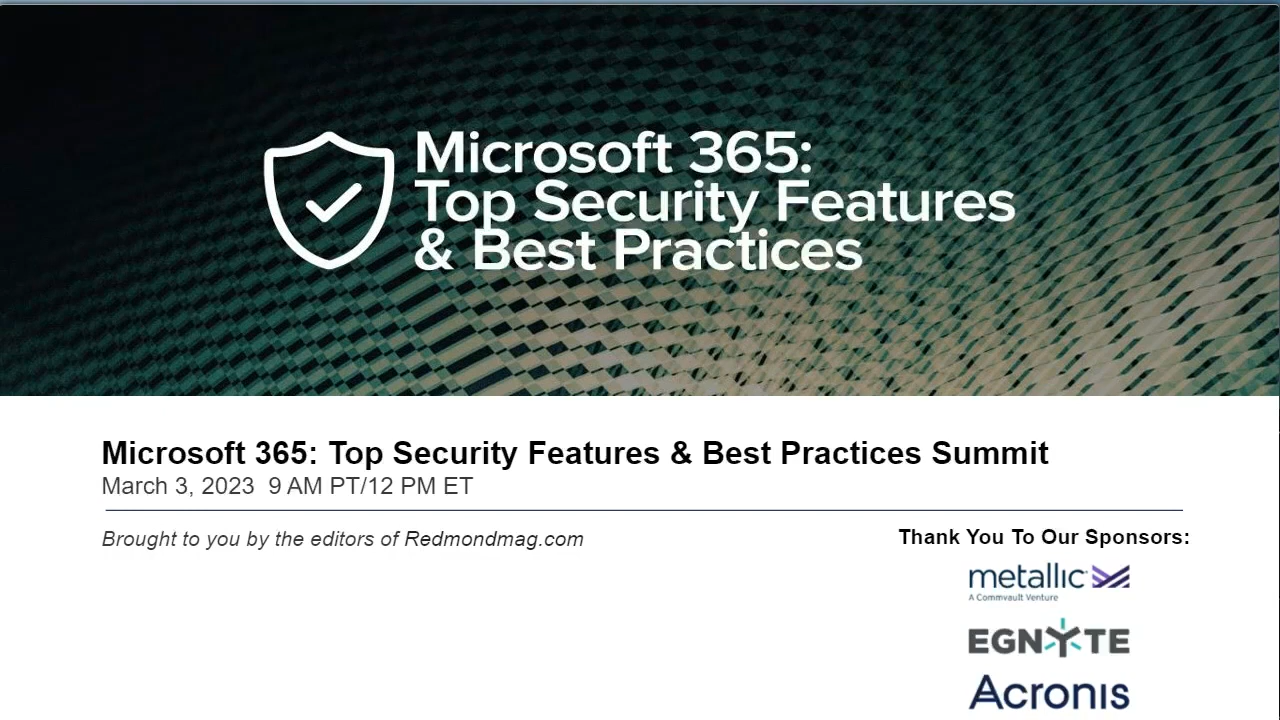 Microsoft 365:
Top Security Features
& Best Practices
Microsoft 365: Top Security Features & Best Practices Summit
March 3, 2023  9 AM PT/12 PM ET
Brought to you by the editors of Redmondmag.com
Thank You To Our Sponsors:
metallic
A Commvault Venture
EGNYTE
Acronis